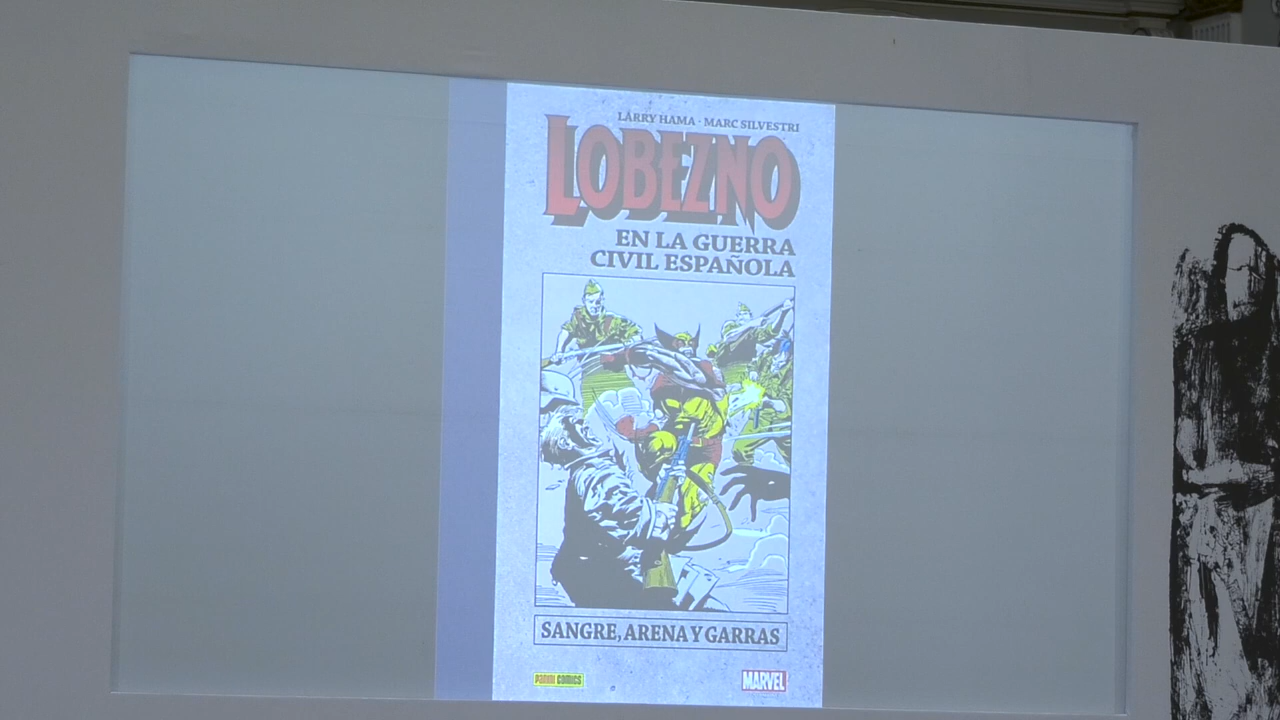 LARRY HAMA · MARC SILVESTRI
LOBEZNO
EN LA GUERRA
CIVIL ESPAÑOLA
SANGRE, ARENA Y GARRAS
PANINI COMICS
MARVEL